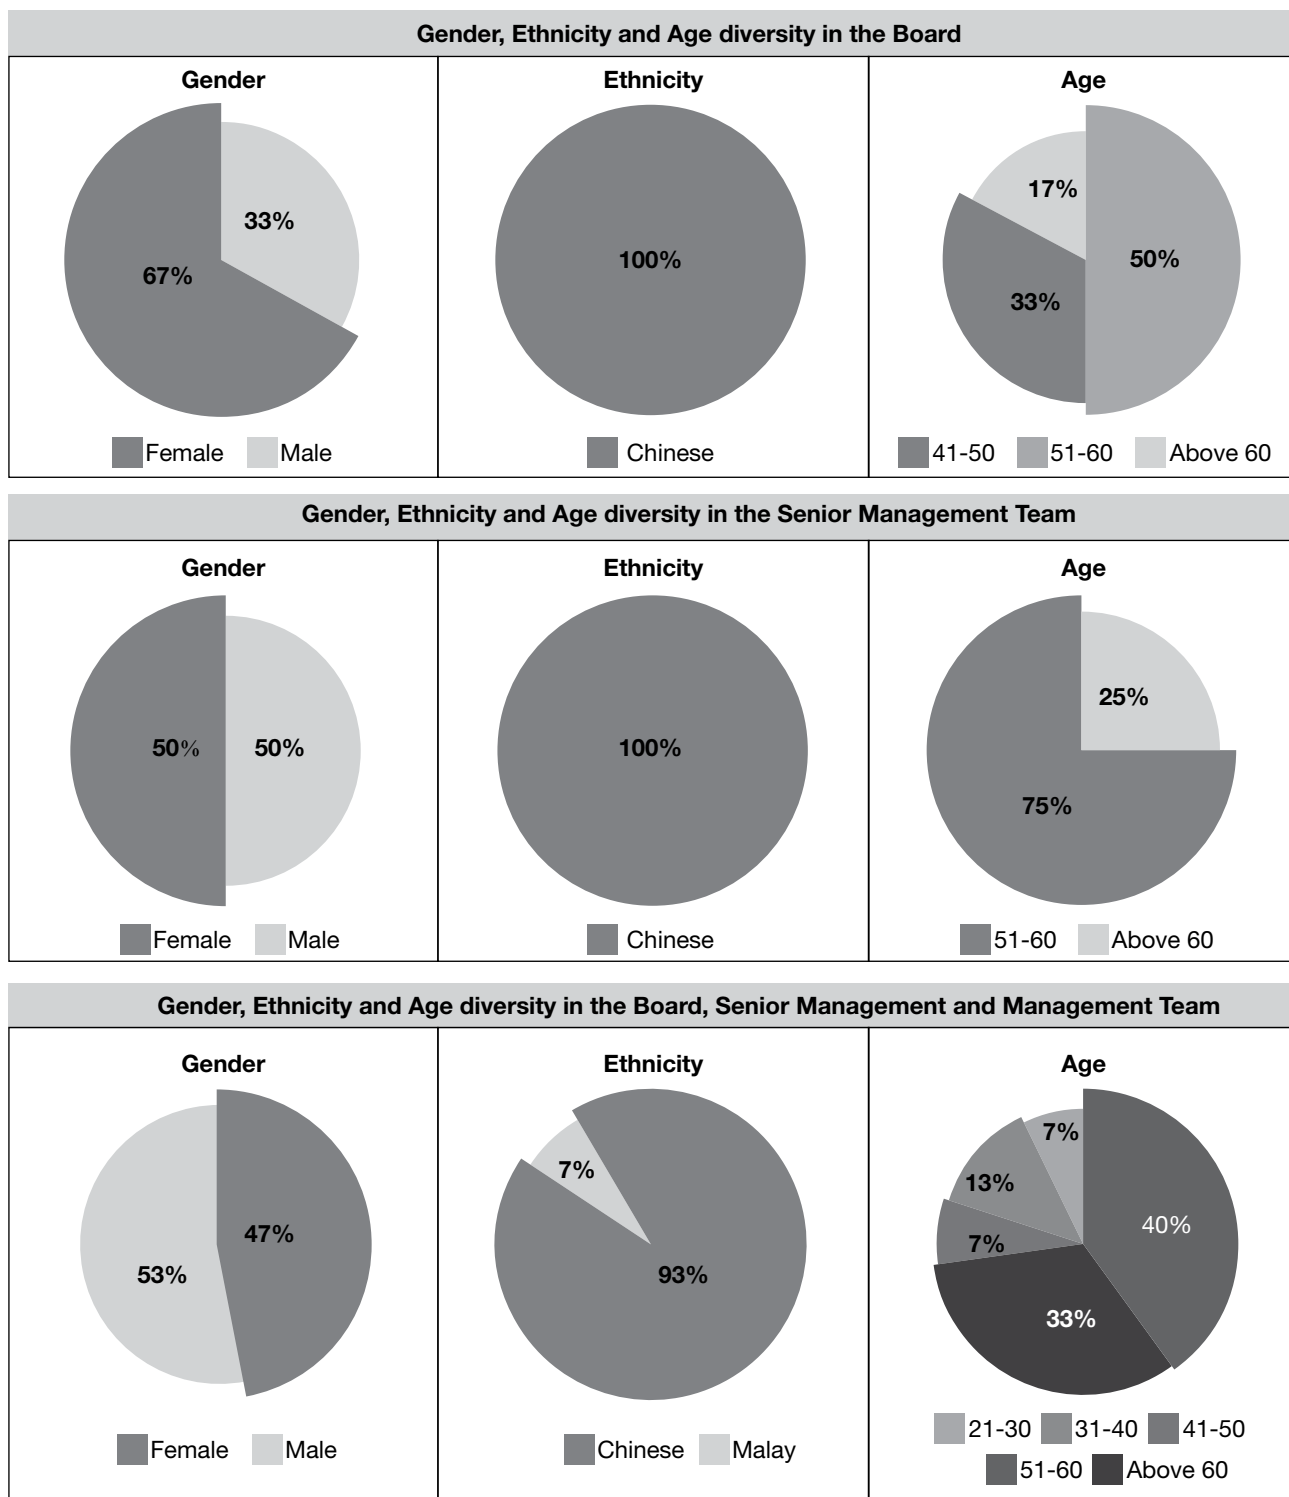 Gender, Ethnicity and Age diversity in the Board
Gender
33%
67%
Female Male
Ethnicity
100%
Chinese
Age
17%
50%
33%
41-50 51-60 Above 60
Gender, Ethnicity and Age diversity in the Senior Management Team
Gender
50% 50%
Female Male
Ethnicity
100%
Chinese
Age
25%
75%
51-60 Above 60
Gender, Ethnicity and Age diversity in the Board, Senior Management and Management Team
Gender
47%
53%
Female Male
Ethnicity
7%
93%
Chinese Malay
Age
7%
13%
40%
7%
33%
21-30 31-40 41-50
51-60 Above 60